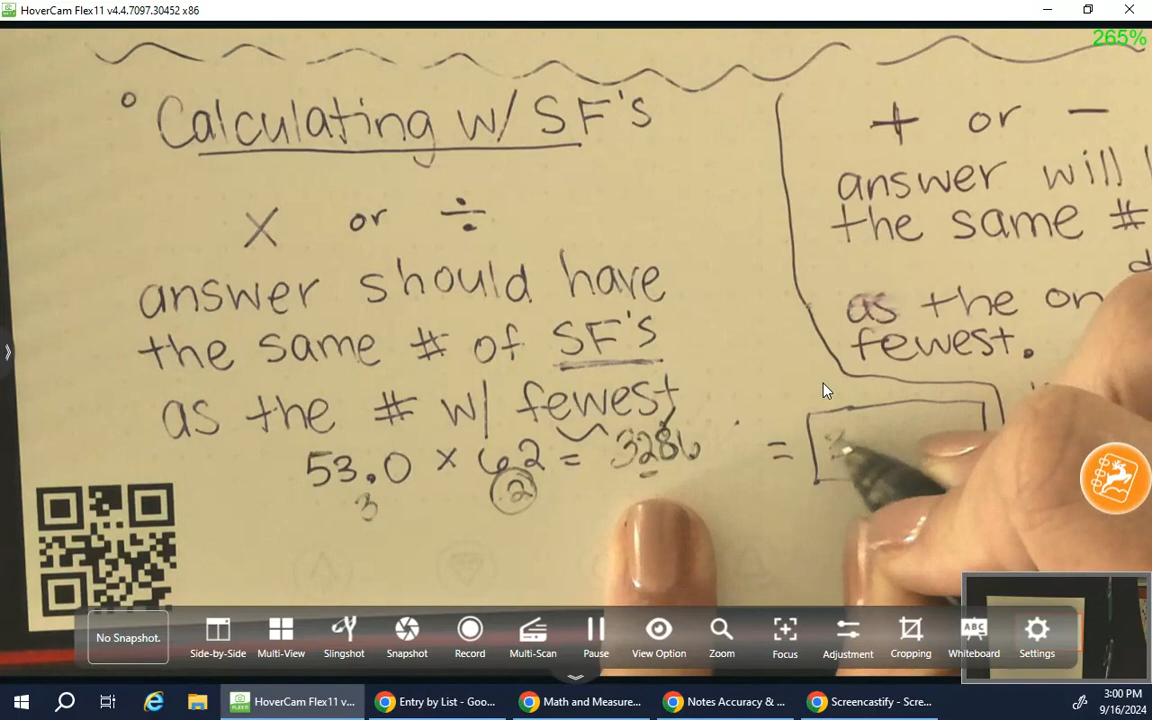 HoverCam Flex11 v4.4.7097.30452 x86
265%
Calculating w/ SF's
X or ÷
answer should have
the same # of SF's
as the # w/ fewest
53.0 × 62 = 3286 =
3
2
+ or −
answer will
the same #
as the on
fewest.
No Snapshot.
Side-by-Side
Multi-View
Slingshot
Snapshot
Record
Multi-Scan
Pause
View Option
Zoom
Focus
Adjustment
Cropping
ABC
Whiteboard
Settings
HoverCam Flex11 v...
Entry by List - Goo...
Math and Measure...
Notes Accuracy & ...
Screencastify - Scre...
3:00 PM
9/16/2024